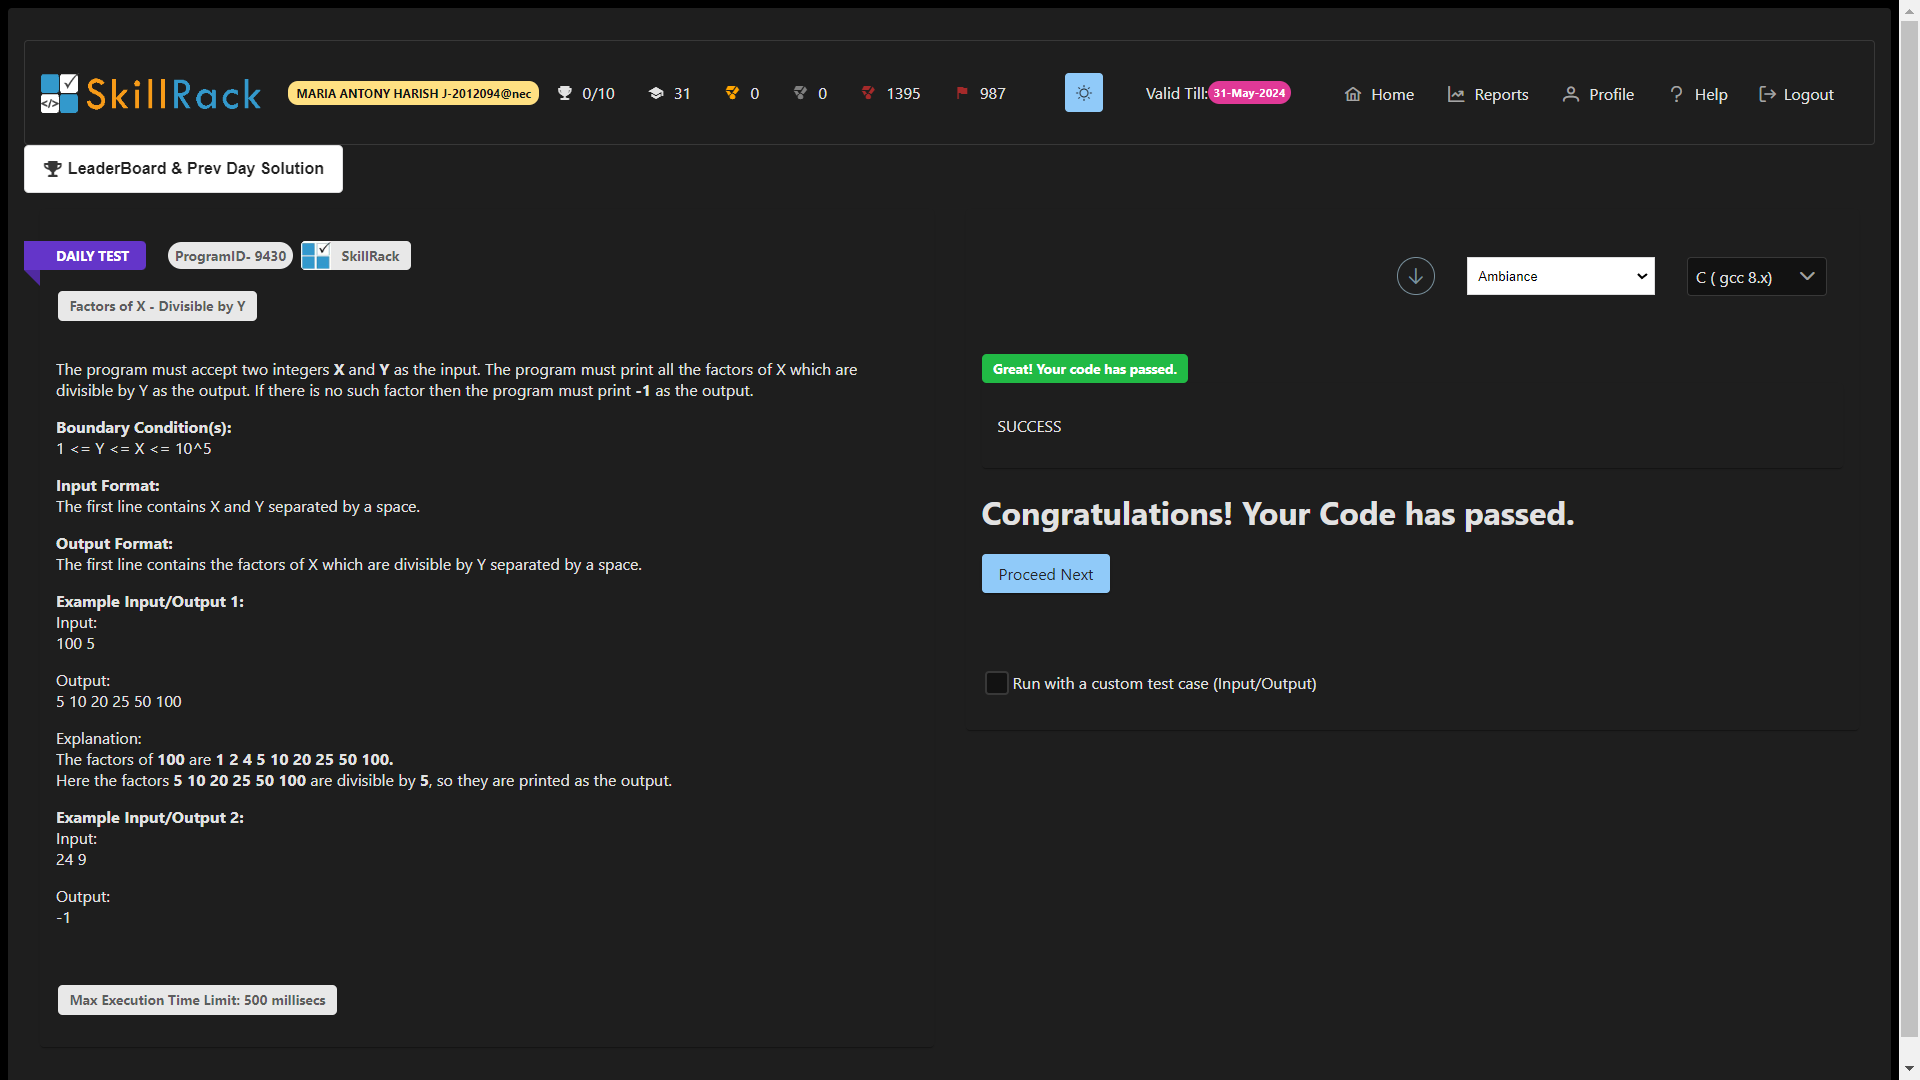 SkillRack MARIA ANTONY HARISH J-2012094@nec 0/10 31 0 0 1395 987 Valid Till: 31-May-2024 Home Reports Profile Help Logout
LeaderBoard & Prev Day Solution
DAILY TEST ProgramID- 9430 SkillRack
Ambiance C ( gcc 8.x)
Factors of X - Divisible by Y
The program must accept two integers X and Y as the input. The program must print all the factors of X which are
divisible by Y as the output. If there is no such factor then the program must print -1 as the output.
Boundary Condition(s):
1 <= Y <= X <= 10^5
Input Format:
The first line contains X and Y separated by a space.
Output Format:
The first line contains the factors of X which are divisible by Y separated by a space.
Example Input/Output 1:
Input:
100 5
Output:
5 10 20 25 50 100
Explanation:
The factors of 100 are 1 2 4 5 10 20 25 50 100.
Here the factors 5 10 20 25 50 100 are divisible by 5, so they are printed as the output.
Example Input/Output 2:
Input:
24 9
Output:
-1
Max Execution Time Limit: 500 millisecs
Great! Your code has passed.
SUCCESS
Congratulations! Your Code has passed.
Proceed Next
Run with a custom test case (Input/Output)